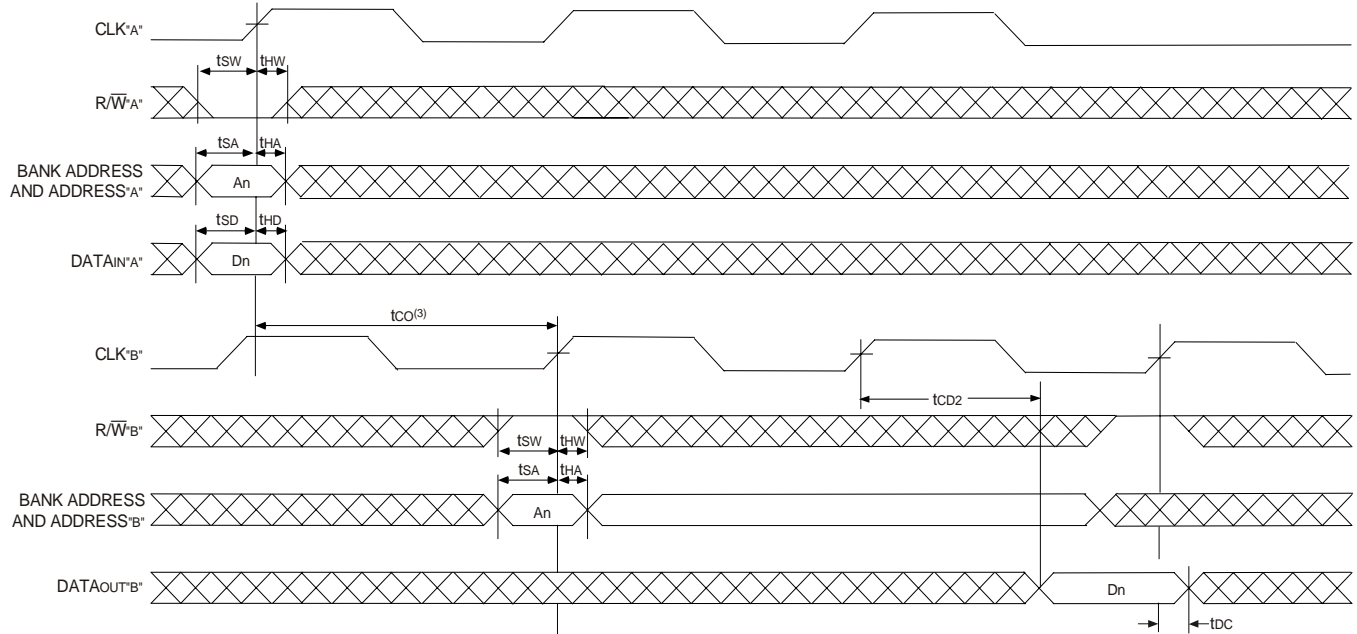 CLK"A"
tSW tHW
R/W̅"A"
tSA tHA
BANK ADDRESS
AND ADDRESS"A"
An
tSD tHD
DATAIN"A"
Dn
tCO(3)
CLK"B"
tCD2
R/W̅"B"
tSW tHW
tSA tHA
BANK ADDRESS
AND ADDRESS"B"
An
DATAOUT"B"
Dn
tDC